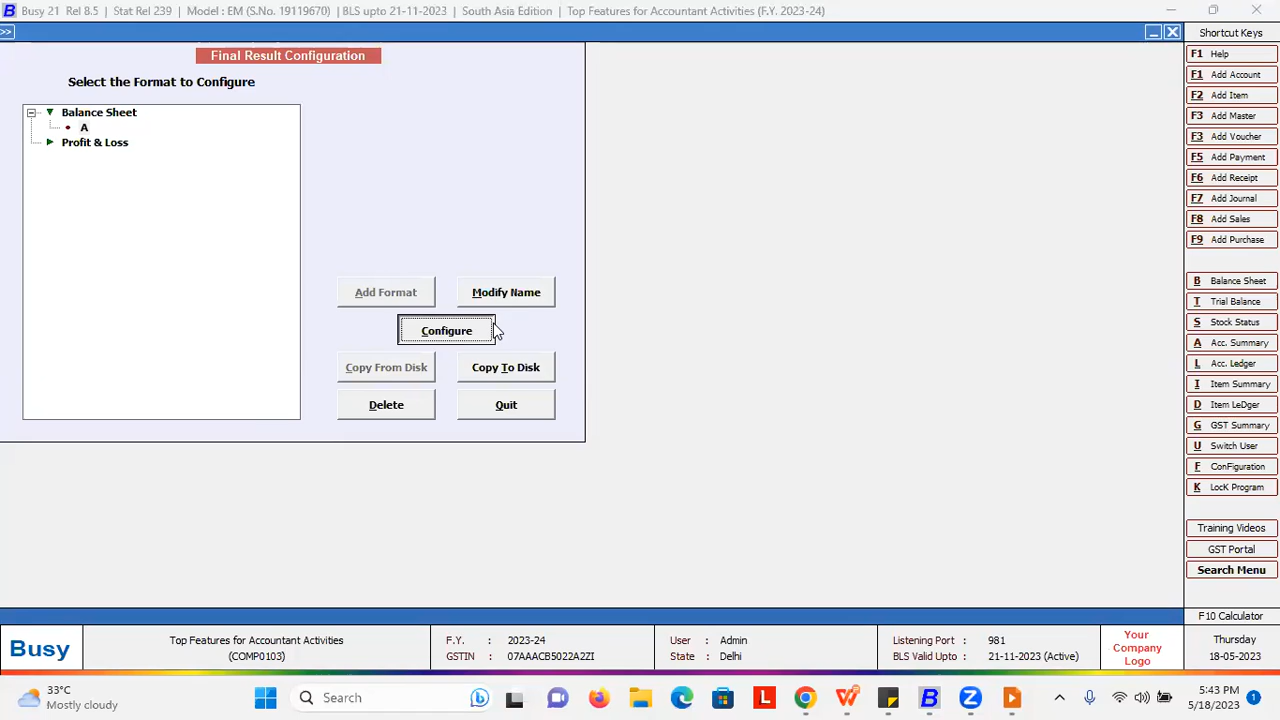 Busy 21 Rel 8.5 | Stat Rel 239 | Model : EM (S.No. 19119670) | BLS upto 21-11-2023 | South Asia Edition | Top Features for Accountant Activities (F.Y. 2023-24)
>>
Shortcut Keys
Final Result Configuration
Select the Format to Configure
Balance Sheet
A
Profit & Loss
Add Format
Modify Name
Configure
Copy From Disk
Copy To Disk
Delete
Quit
F1 Help
F1 Add Account
F2 Add Item
F3 Add Master
F3 Add Voucher
F5 Add Payment
F6 Add Receipt
F7 Add Journal
F8 Add Sales
F9 Add Purchase
B Balance Sheet
T Trial Balance
S Stock Status
A Acc. Summary
L Acc. Ledger
I Item Summary
D Item LeDger
G GST Summary
U Switch User
F ConFiguration
K LocK Program
Training Videos
GST Portal
Search Menu
F10 Calculator
Busy
Top Features for Accountant Activities
(COMP0103)
F.Y. : 2023-24
GSTIN : 07AAACB5022A2ZI
User : Admin
State : Delhi
Listening Port : 981
BLS Valid Upto : 21-11-2023 (Active)
Your
Company
Logo
Thursday
18-05-2023
33°C
Mostly cloudy
Search
5:43 PM
5/18/2023